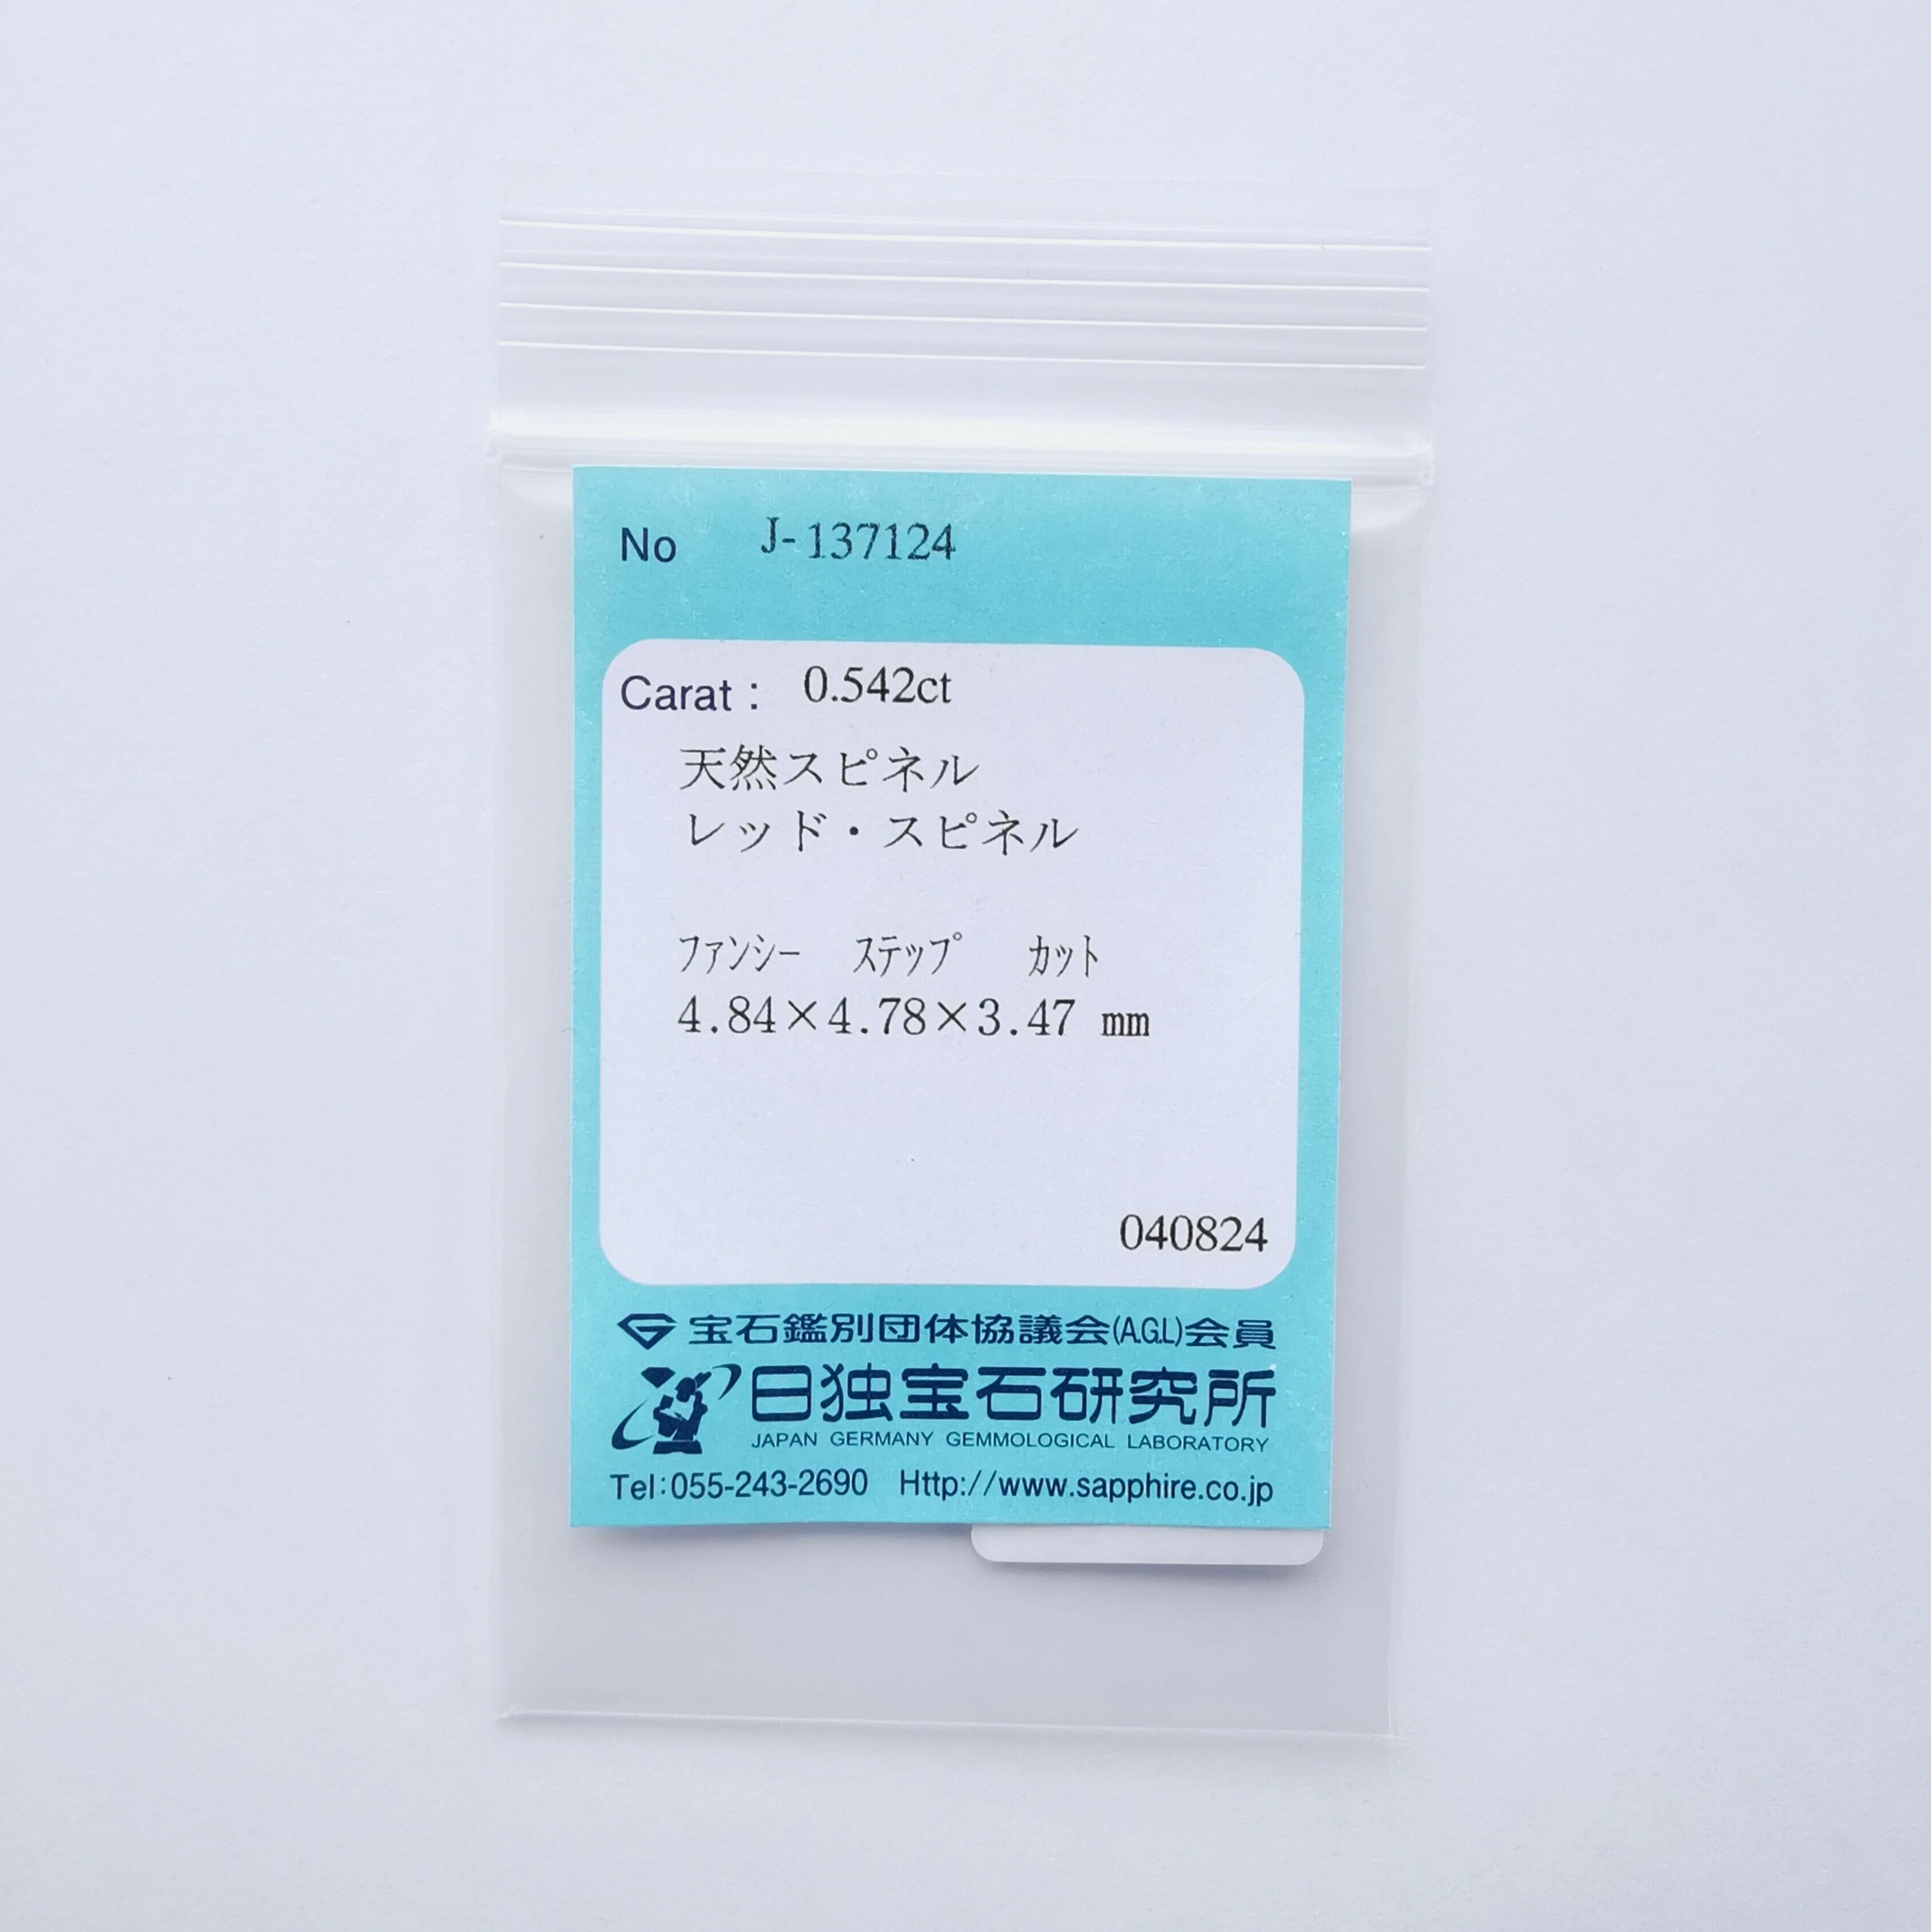 No J-137124
Carat : 0.542ct
天然スピネル
レッド・スピネル
ﾌｧﾝｼｰ ｽﾃｯﾌﾟ ｶｯﾄ
4.84×4.78×3.47 mm
040824
宝石鑑別団体協議会(A.G.L)会員
日独宝石研究所
JAPAN GERMANY GEMMOLOGICAL LABORATORY
Tel:055-243-2690 Http://www.sapphire.co.jp